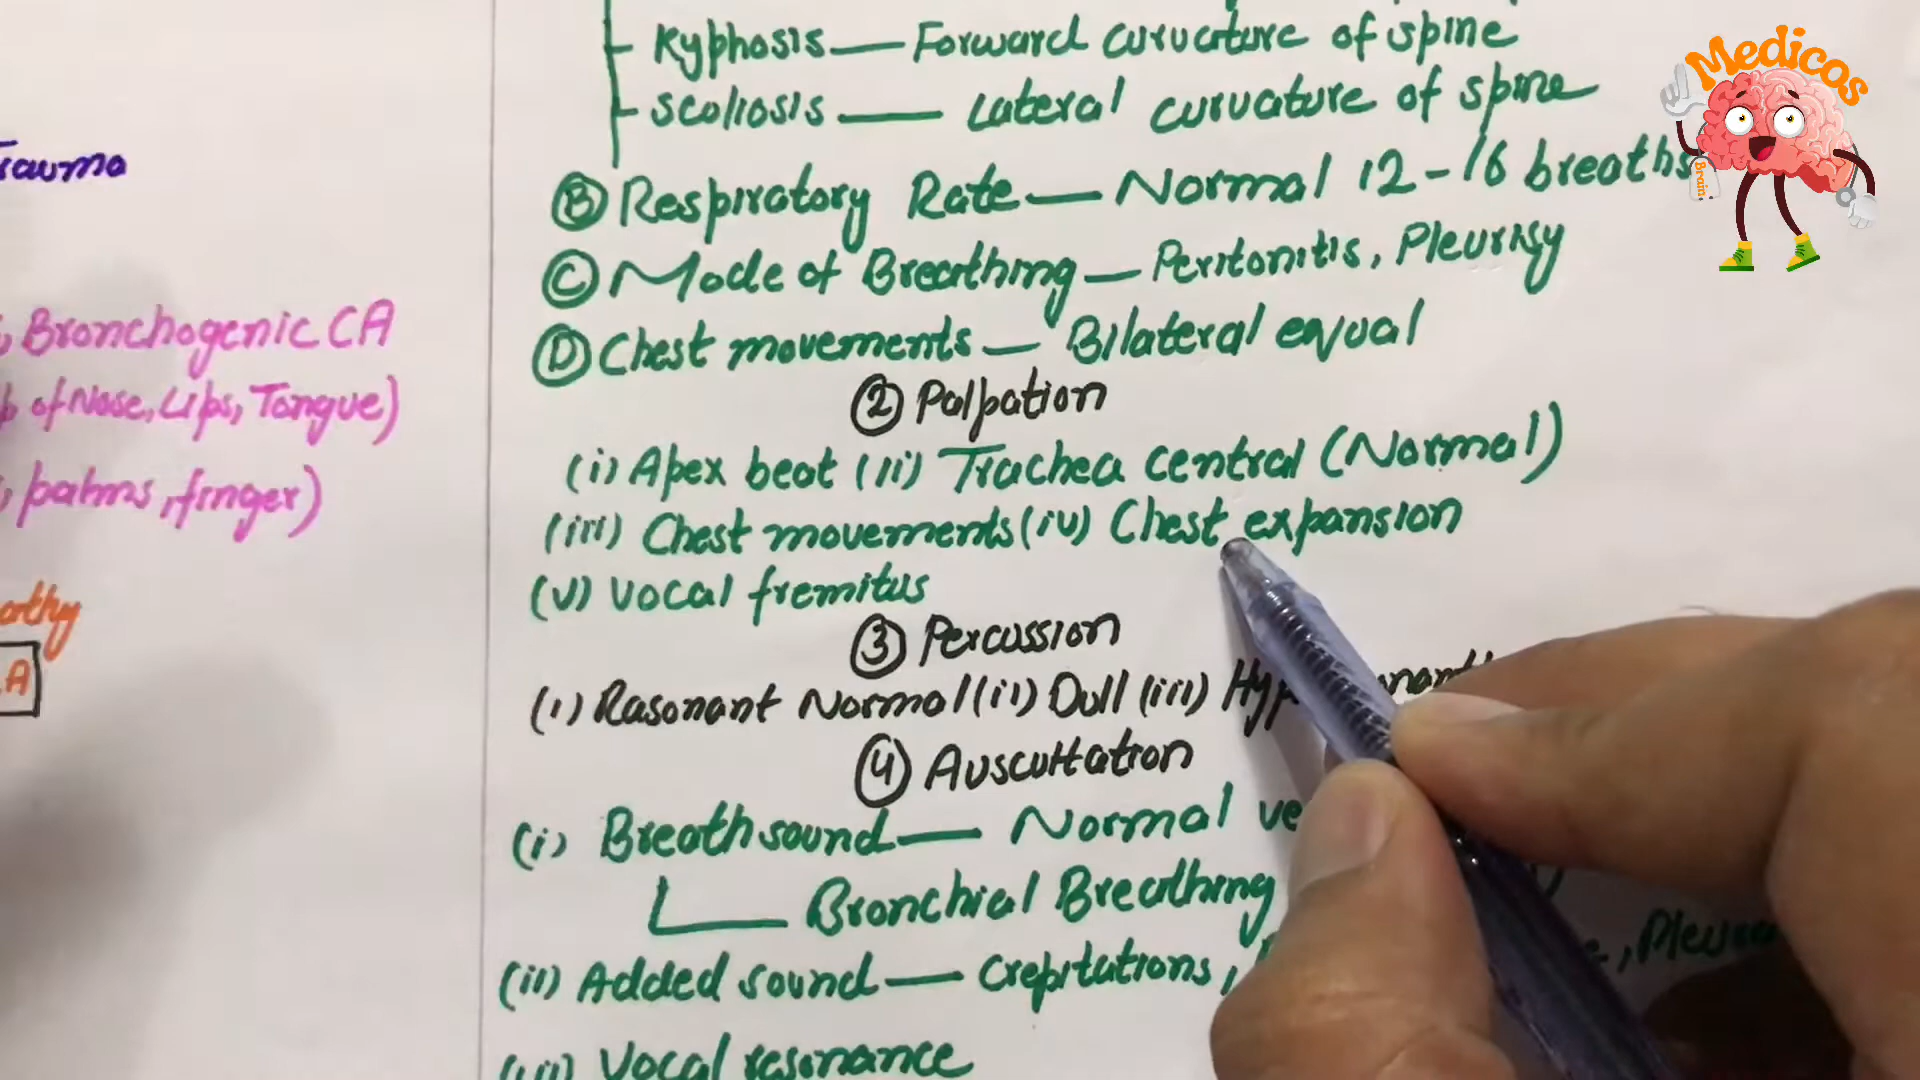 Trauma
, Bronchogenic CA
of Nose, Lips, Tongue)
, palms, finger)
Kyphosis — Forward curvature of spine
Scoliosis — Lateral curvature of spine
(B) Respiratory Rate — Normal 12-16 breaths
(C) Mode of Breathing — Peritonitis, Pleurisy
(D) Chest movements — Bilateral equal
(2) Palpation
(i) Apex beat (ii) Trachea central (Normal)
(iii) Chest movements (iv) Chest expansion
(v) Vocal fremitus
(3) Percussion
(i) Rasonant Normal (ii) Dull (iii)
(4) Auscultation
(i) Breath sound — Normal
Bronchial Breathing
(ii) Added sound — Crepitations,
(iii) Vocal resonance
Medicos
Brain